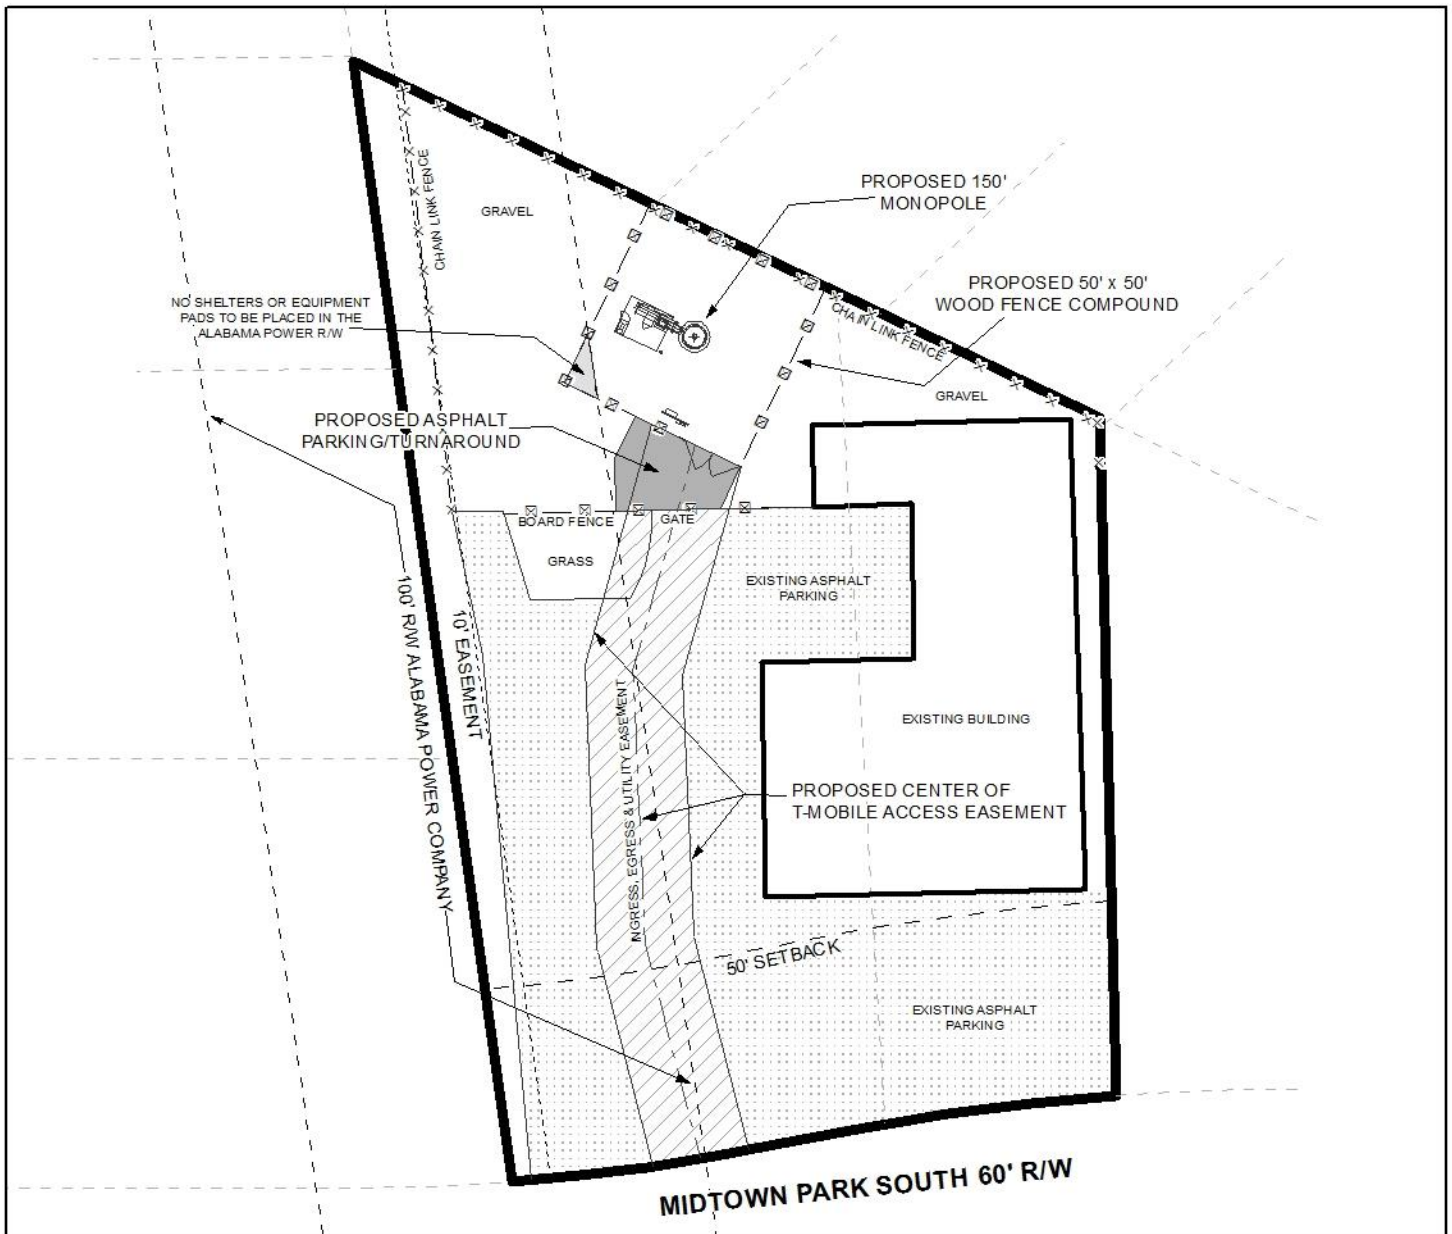 PROPOSED 150'
MONOPOLE
CHAIN LINK FENCE
GRAVEL
PROPOSED 50' x 50'
WOOD FENCE COMPOUND
NO SHELTERS OR EQUIPMENT
PADS TO BE PLACED IN THE
ALABAMA POWER R/W
CHAIN LINK FENCE
GRAVEL
PROPOSED ASPHALT
PARKING/TURNAROUND
BOARD FENCE
GATE
GRASS
EXISTING ASPHALT
PARKING
100' R/W ALABAMA POWER COMPANY
10' EASEMENT
INGRESS, EGRESS & UTILITY EASEMENT
EXISTING BUILDING
PROPOSED CENTER OF
T-MOBILE ACCESS EASEMENT
50' SETBACK
EXISTING ASPHALT
PARKING
MIDTOWN PARK SOUTH 60' R/W